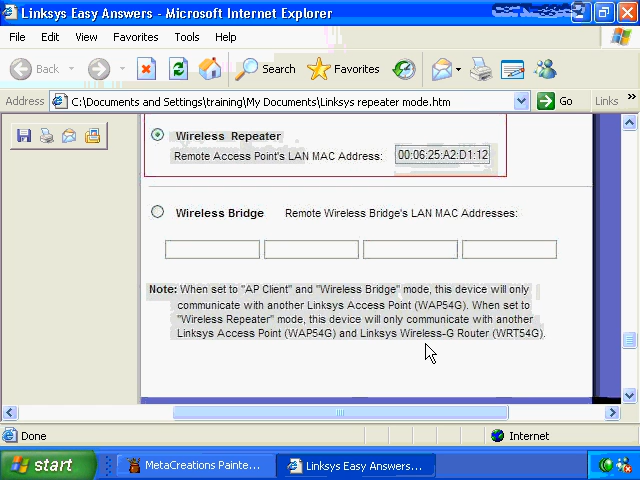 Linksys Easy Answers - Microsoft Internet Explorer
File Edit View Favorites Tools Help
Back Search Favorites
Address C:\Documents and Settings\training\My Documents\Linksys repeater mode.htm Go Links »
Wireless Repeater
Remote Access Point's LAN MAC Address: 00:06:25:A2:D1:12
Wireless Bridge Remote Wireless Bridge's LAN MAC Addresses:
Note: When set to "AP Client" and "Wireless Bridge" mode, this device will only
communicate with another Linksys Access Point (WAP54G). When set to
"Wireless Repeater" mode, this device will only communicate with another
Linksys Access Point (WAP54G) and Linksys Wireless-G Router (WRT54G).
Done Internet
start MetaCreations Painte... Linksys Easy Answers...